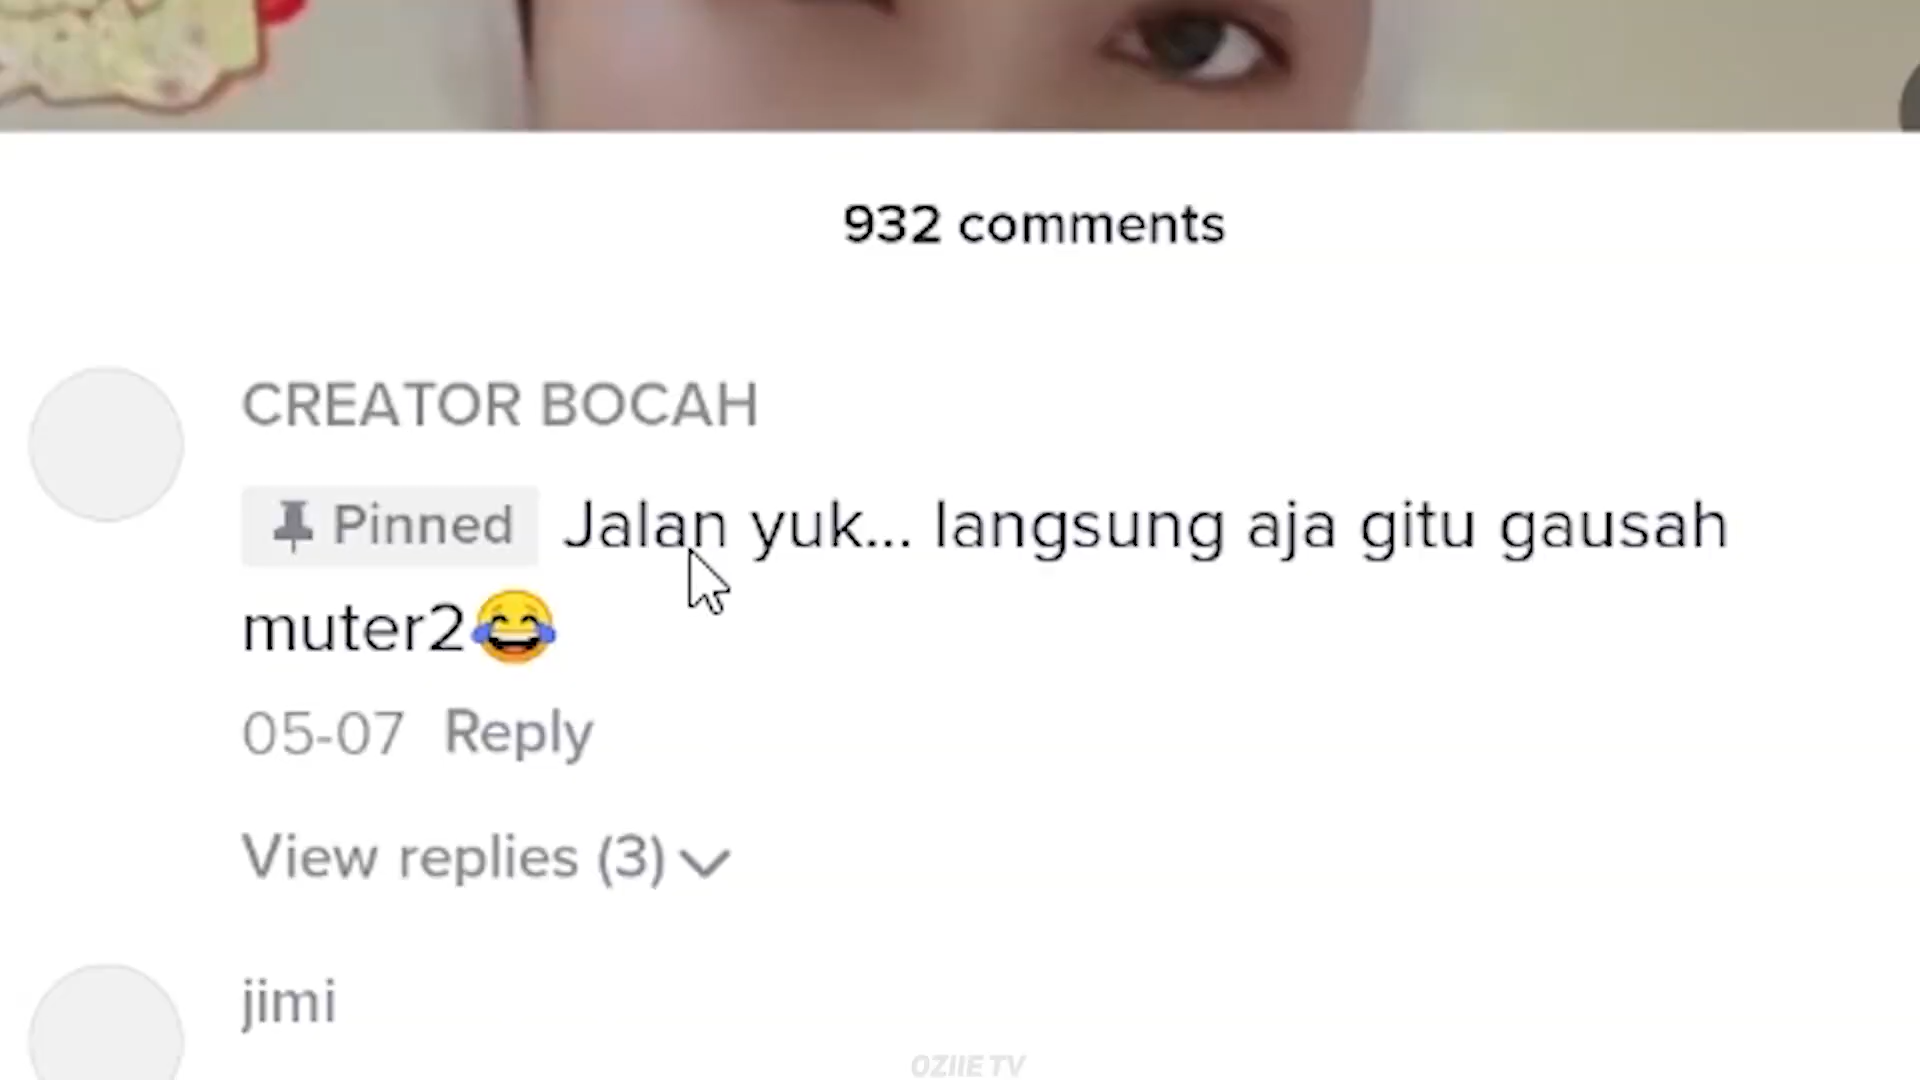 932 comments
CREATOR BOCAH
Pinned Jalan yuk... langsung aja gitu gausah
muter2😂
05-07 Reply
View replies (3)
jimi
OZIIE TV